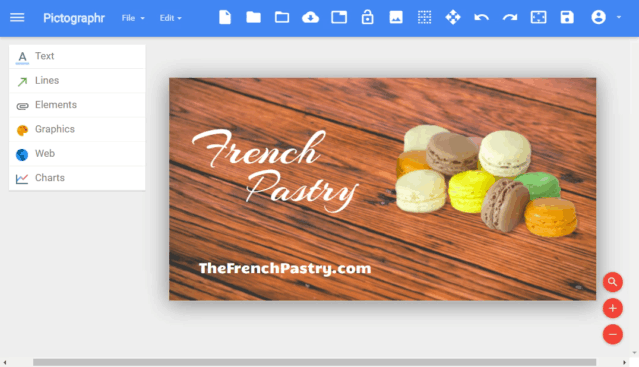 Pictographr File Edit
A Text
Lines
Elements
Graphics
Web
Charts
French
Pastry
TheFrenchPastry.com